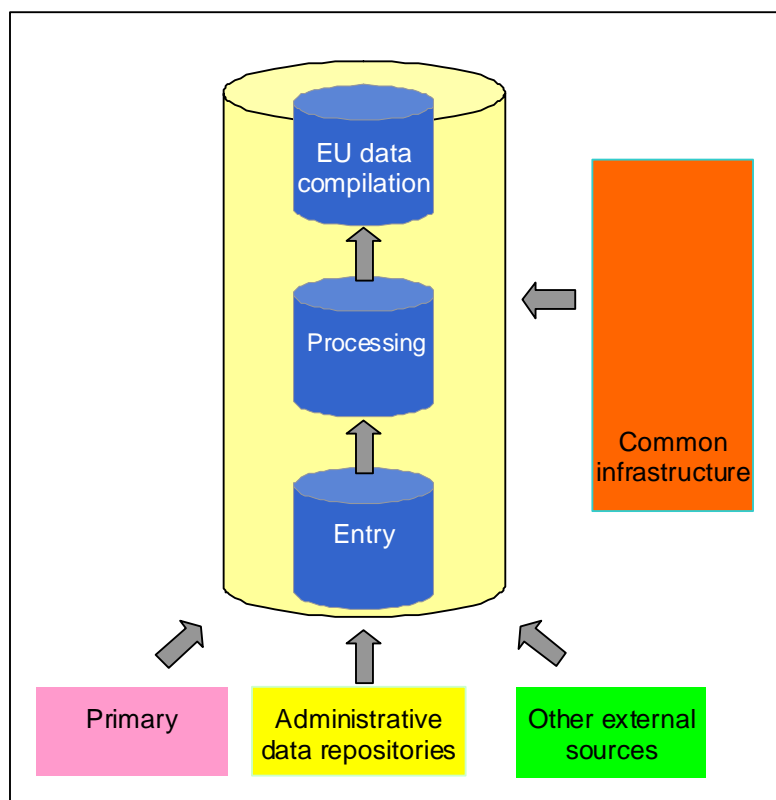 EU data
compilation
Processing
Common
infrastructure
Entry
Primary
Administrative
data repositories
Other external
sources